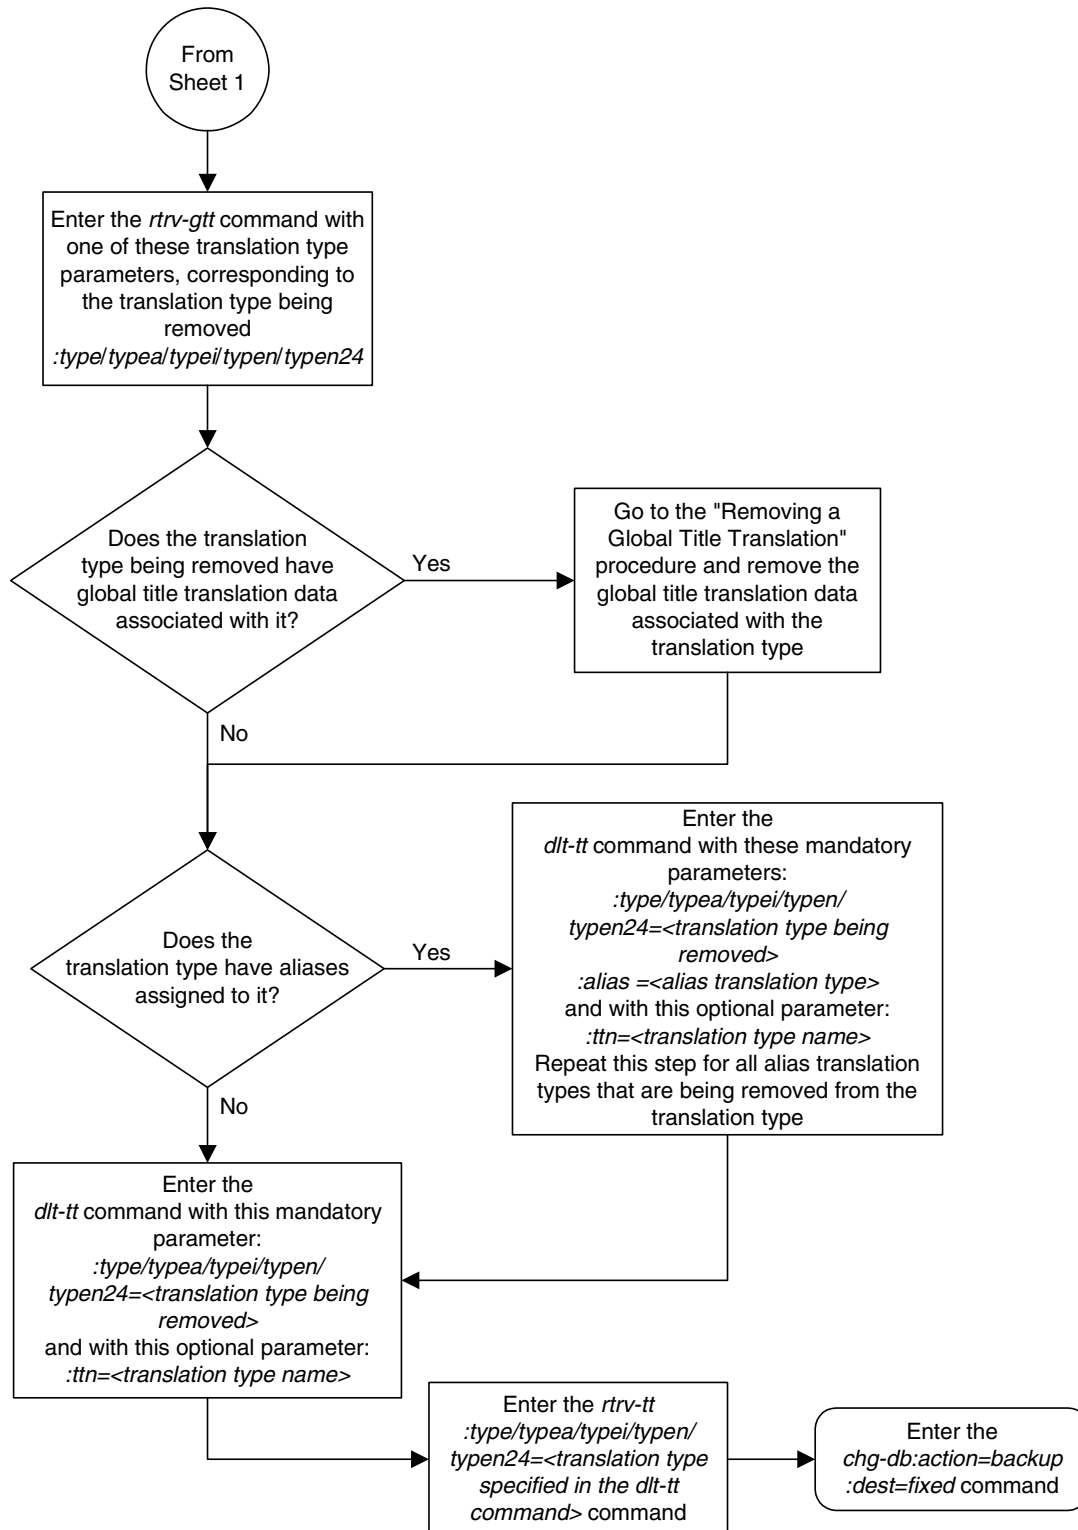 From
Sheet 1
Enter the rtrv-gtt command with
one of these translation type
parameters, corresponding to
the translation type being
removed
:type/typea/typei/typen/typen24
Does the translation
type being removed have
global title translation data
associated with it?
Yes
Go to the "Removing a
Global Title Translation"
procedure and remove the
global title translation data
associated with the
translation type
No
Does the
translation type have aliases
assigned to it?
Yes
Enter the
dlt-tt command with these mandatory
parameters:
:type/typea/typei/typen/
typen24=<translation type being
removed>
:alias =<alias translation type>
and with this optional parameter:
:ttn=<translation type name>
Repeat this step for all alias translation
types that are being removed from the
translation type
No
Enter the
dlt-tt command with this mandatory
parameter:
:type/typea/typei/typen/
typen24=<translation type being
removed>
and with this optional parameter:
:ttn=<translation type name>
Enter the rtrv-tt
:type/typea/typei/typen/
typen24=<translation type
specified in the dlt-tt
command> command
Enter the
chg-db:action=backup
:dest=fixed command